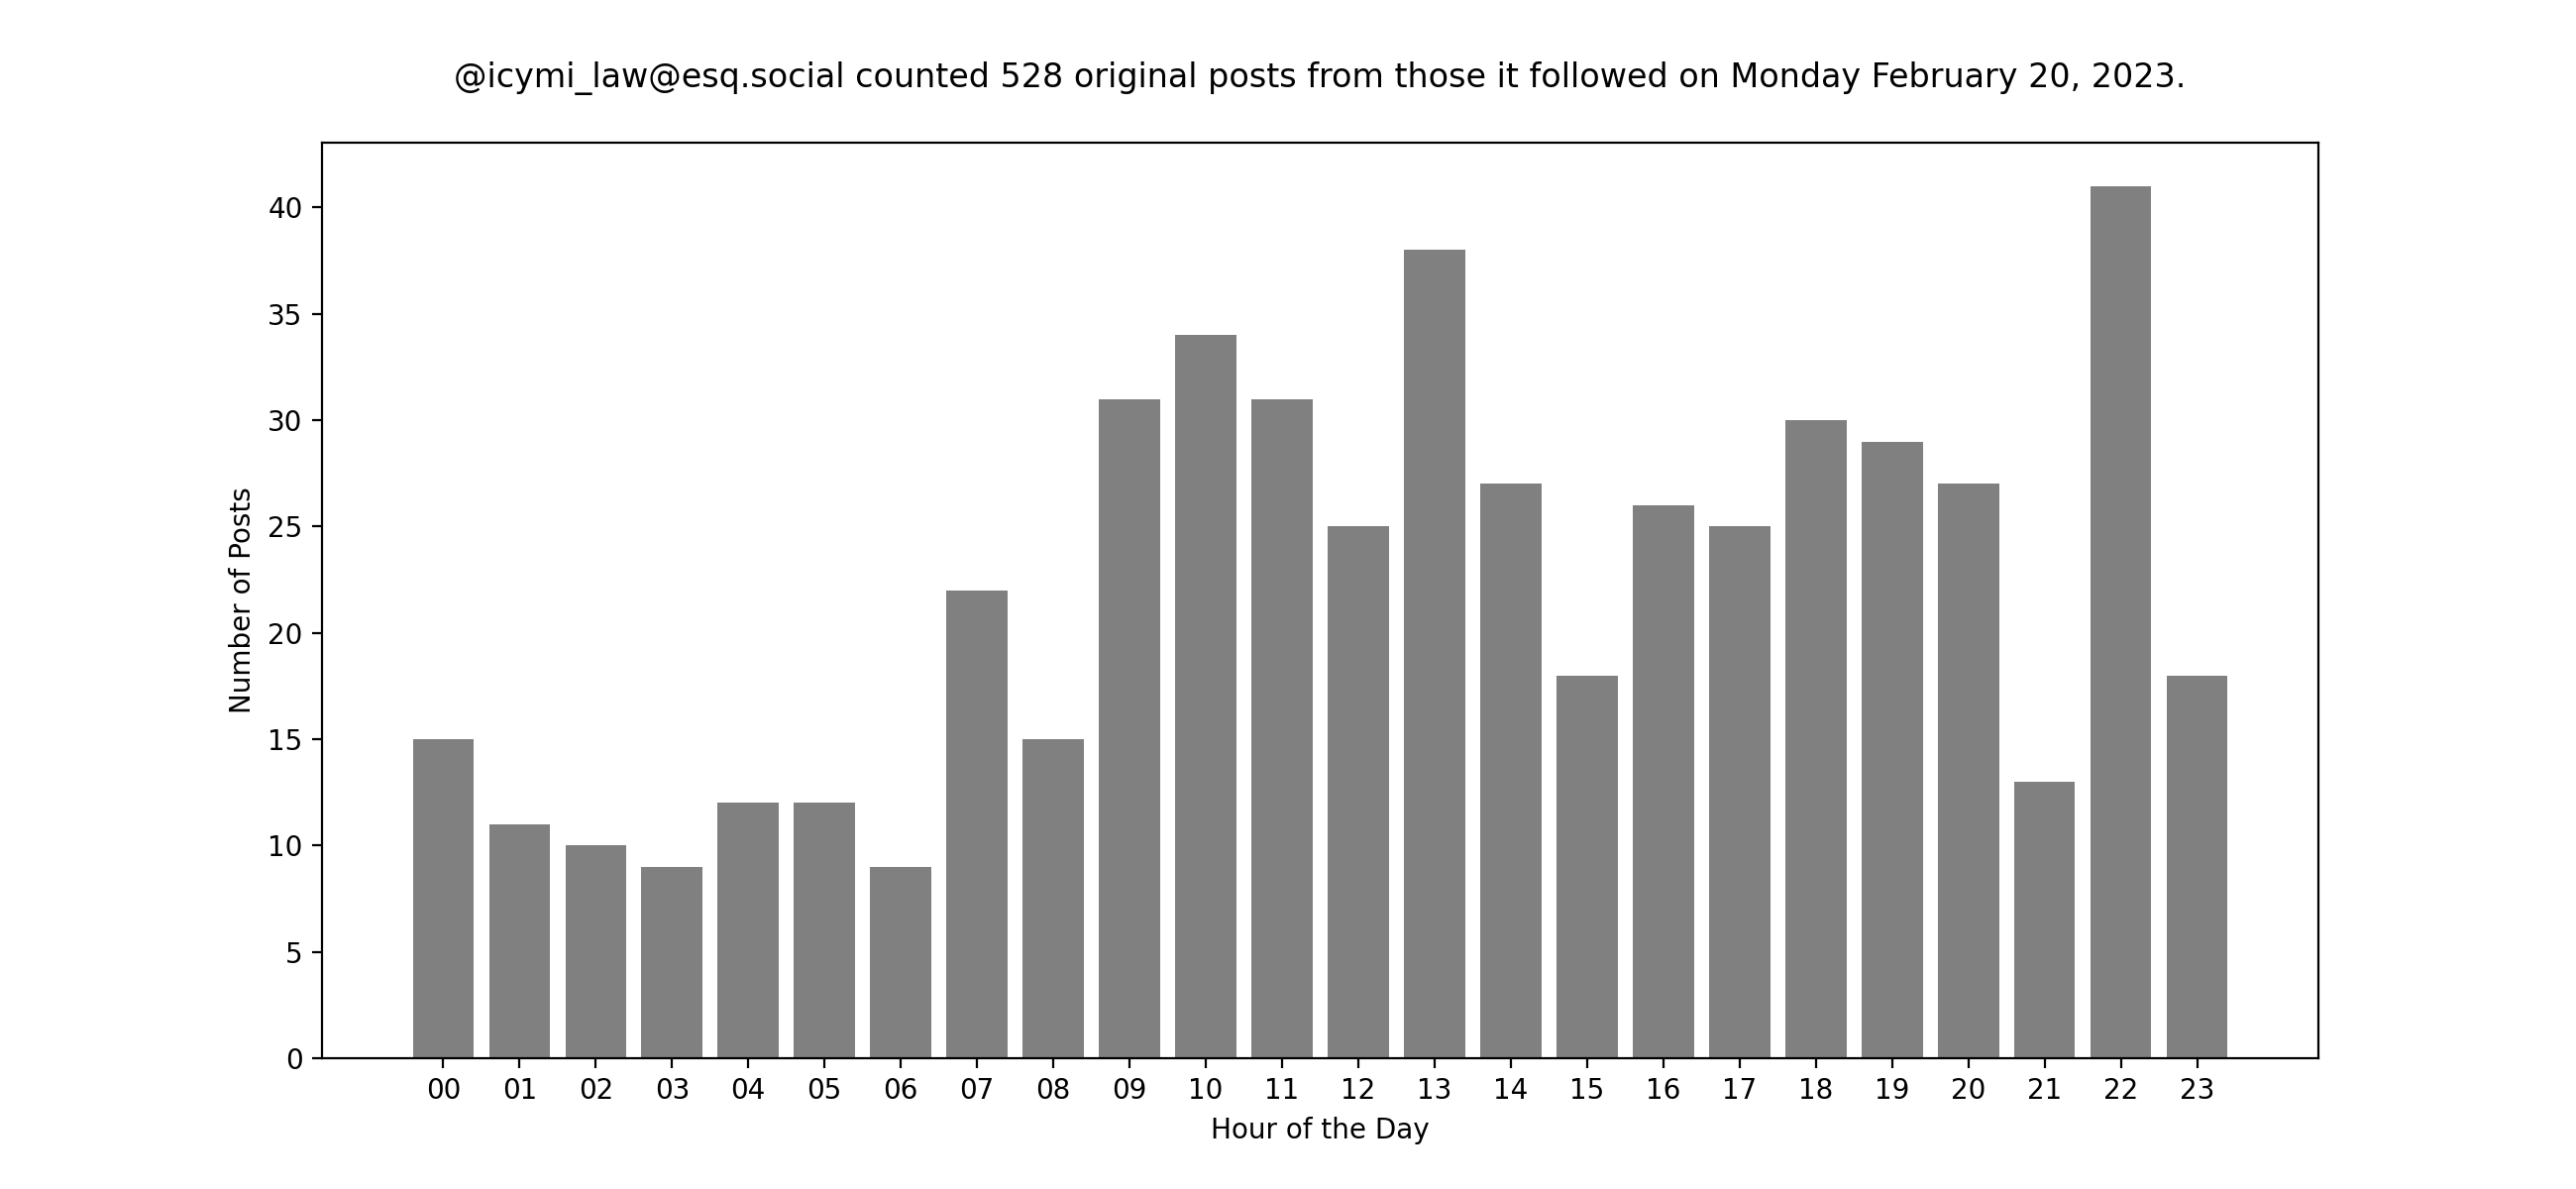 @icymi_law@esq.social counted 528 original posts from those it followed on Monday February 20, 2023.
40
35
30
25
20
15
10
5
0
Number of Posts
00 01 02 03 04 05 06 07 08 09 10 11 12 13 14 15 16 17 18 19 20 21 22 23
Hour of the Day